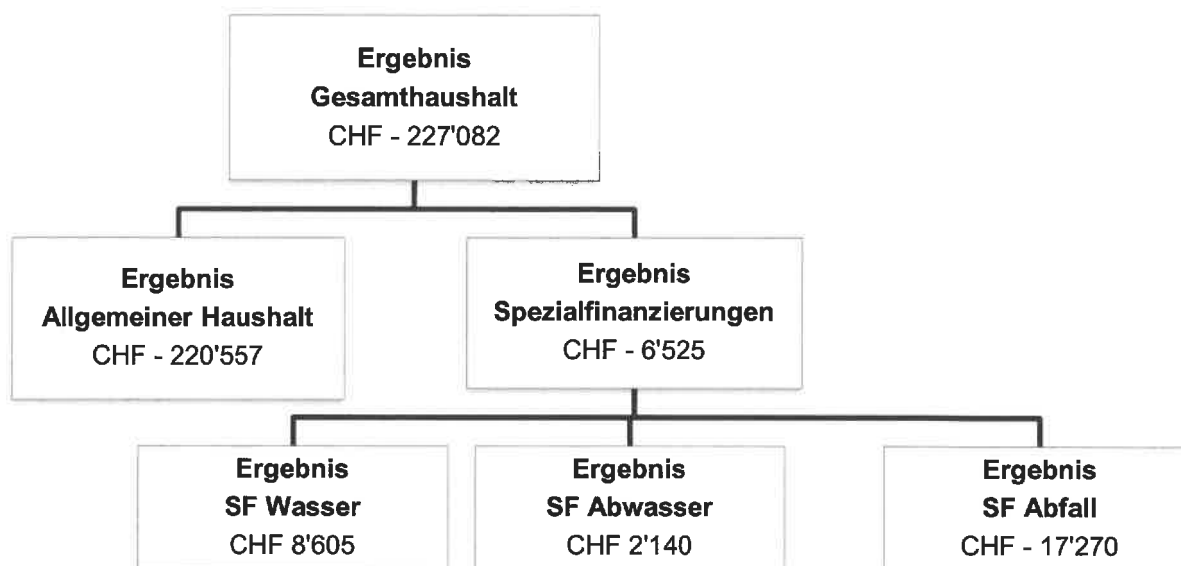 Ergebnis
Gesamthaushalt
CHF - 227'082
Ergebnis
Allgemeiner Haushalt
CHF - 220'557
Ergebnis
Spezialfinanzierungen
CHF - 6'525
Ergebnis
SF Wasser
CHF 8'605
Ergebnis
SF Abwasser
CHF 2'140
Ergebnis
SF Abfall
CHF - 17'270